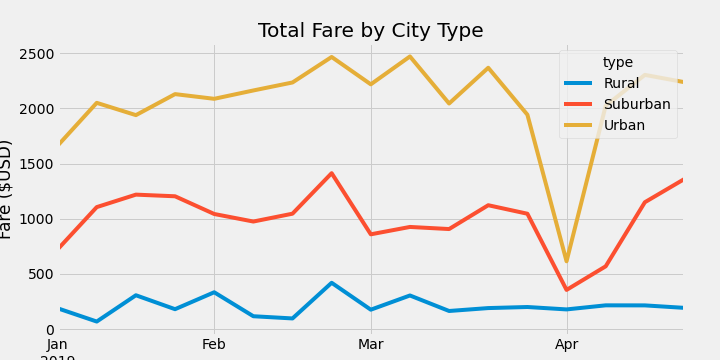 Total Fare by City Type
Fare ($USD)
2500
2000
1500
1000
500
0
type
Rural
Suburban
Urban
Jan
Feb
Mar
Apr
2019